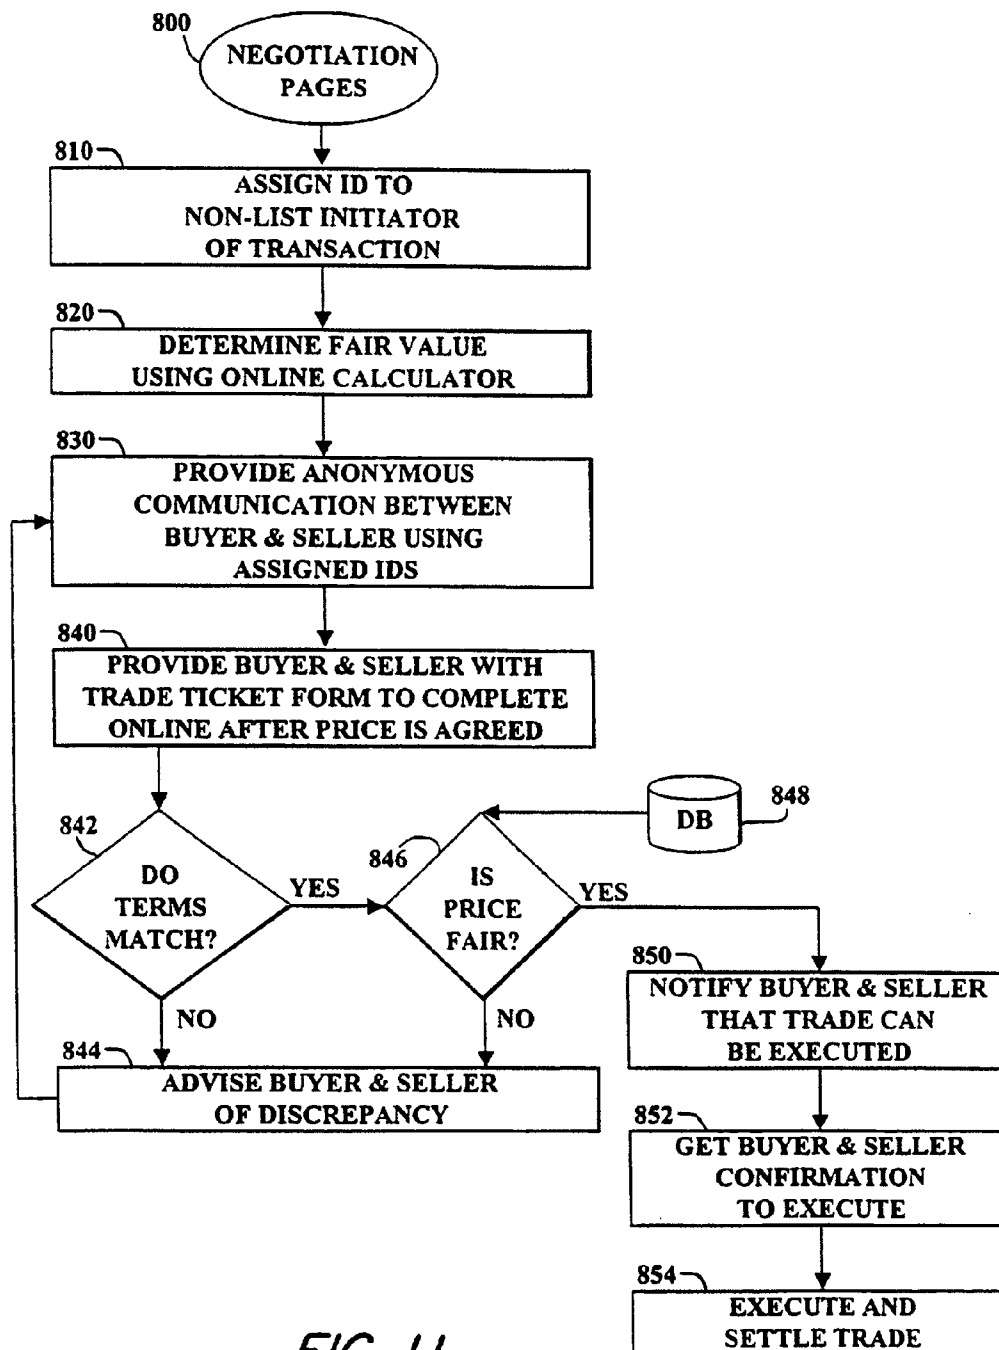 800
NEGOTIATION
PAGES
810
ASSIGN ID TO
NON-LIST INITIATOR
OF TRANSACTION
820
DETERMINE FAIR VALUE
USING ONLINE CALCULATOR
830
PROVIDE ANONYMOUS
COMMUNICATION BETWEEN
BUYER & SELLER USING
ASSIGNED IDS
840
PROVIDE BUYER & SELLER WITH
TRADE TICKET FORM TO COMPLETE
ONLINE AFTER PRICE IS AGREED
842
DO
TERMS
MATCH?
YES
NO
846
IS
PRICE
FAIR?
YES
NO
DB
848
844
ADVISE BUYER & SELLER
OF DISCREPANCY
850
NOTIFY BUYER & SELLER
THAT TRADE CAN
BE EXECUTED
852
GET BUYER & SELLER
CONFIRMATION
TO EXECUTE
854
EXECUTE AND
SETTLE TRADE
FIG. 11